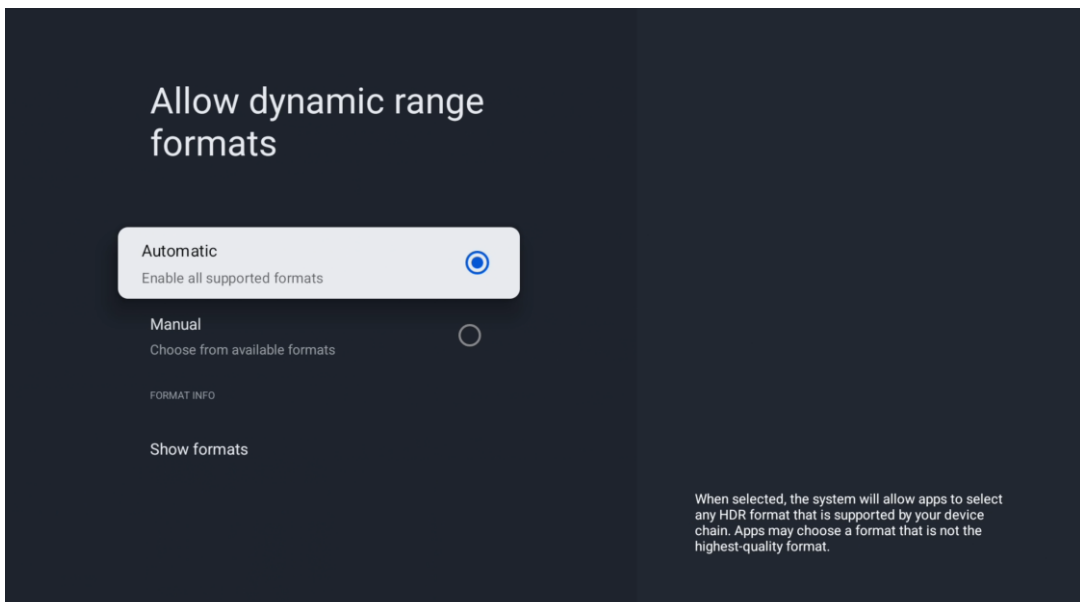 Allow dynamic range
formats
Automatic
Enable all supported formats
Manual
Choose from available formats
FORMAT INFO
Show formats
When selected, the system will allow apps to select
any HDR format that is supported by your device
chain. Apps may choose a format that is not the
highest-quality format.